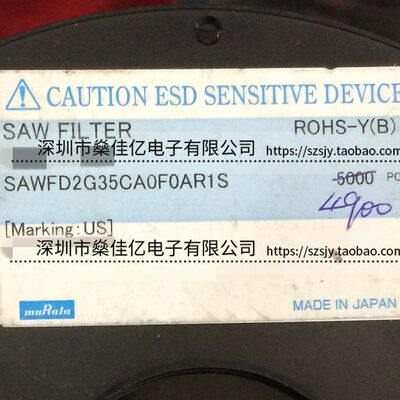 CAUTION ESD SENSITIVE DEVICE
SAW FILTER ROHS-Y(B)
深圳市燊佳亿电子有限公司 https://szsjy.taobao.com
SAWFD2G35CA0F0AR1S 5000 PC
4900
[Marking:US]
深圳市燊佳亿电子有限公司 https://szsjy.taobao.com
muRata MADE IN JAPAN